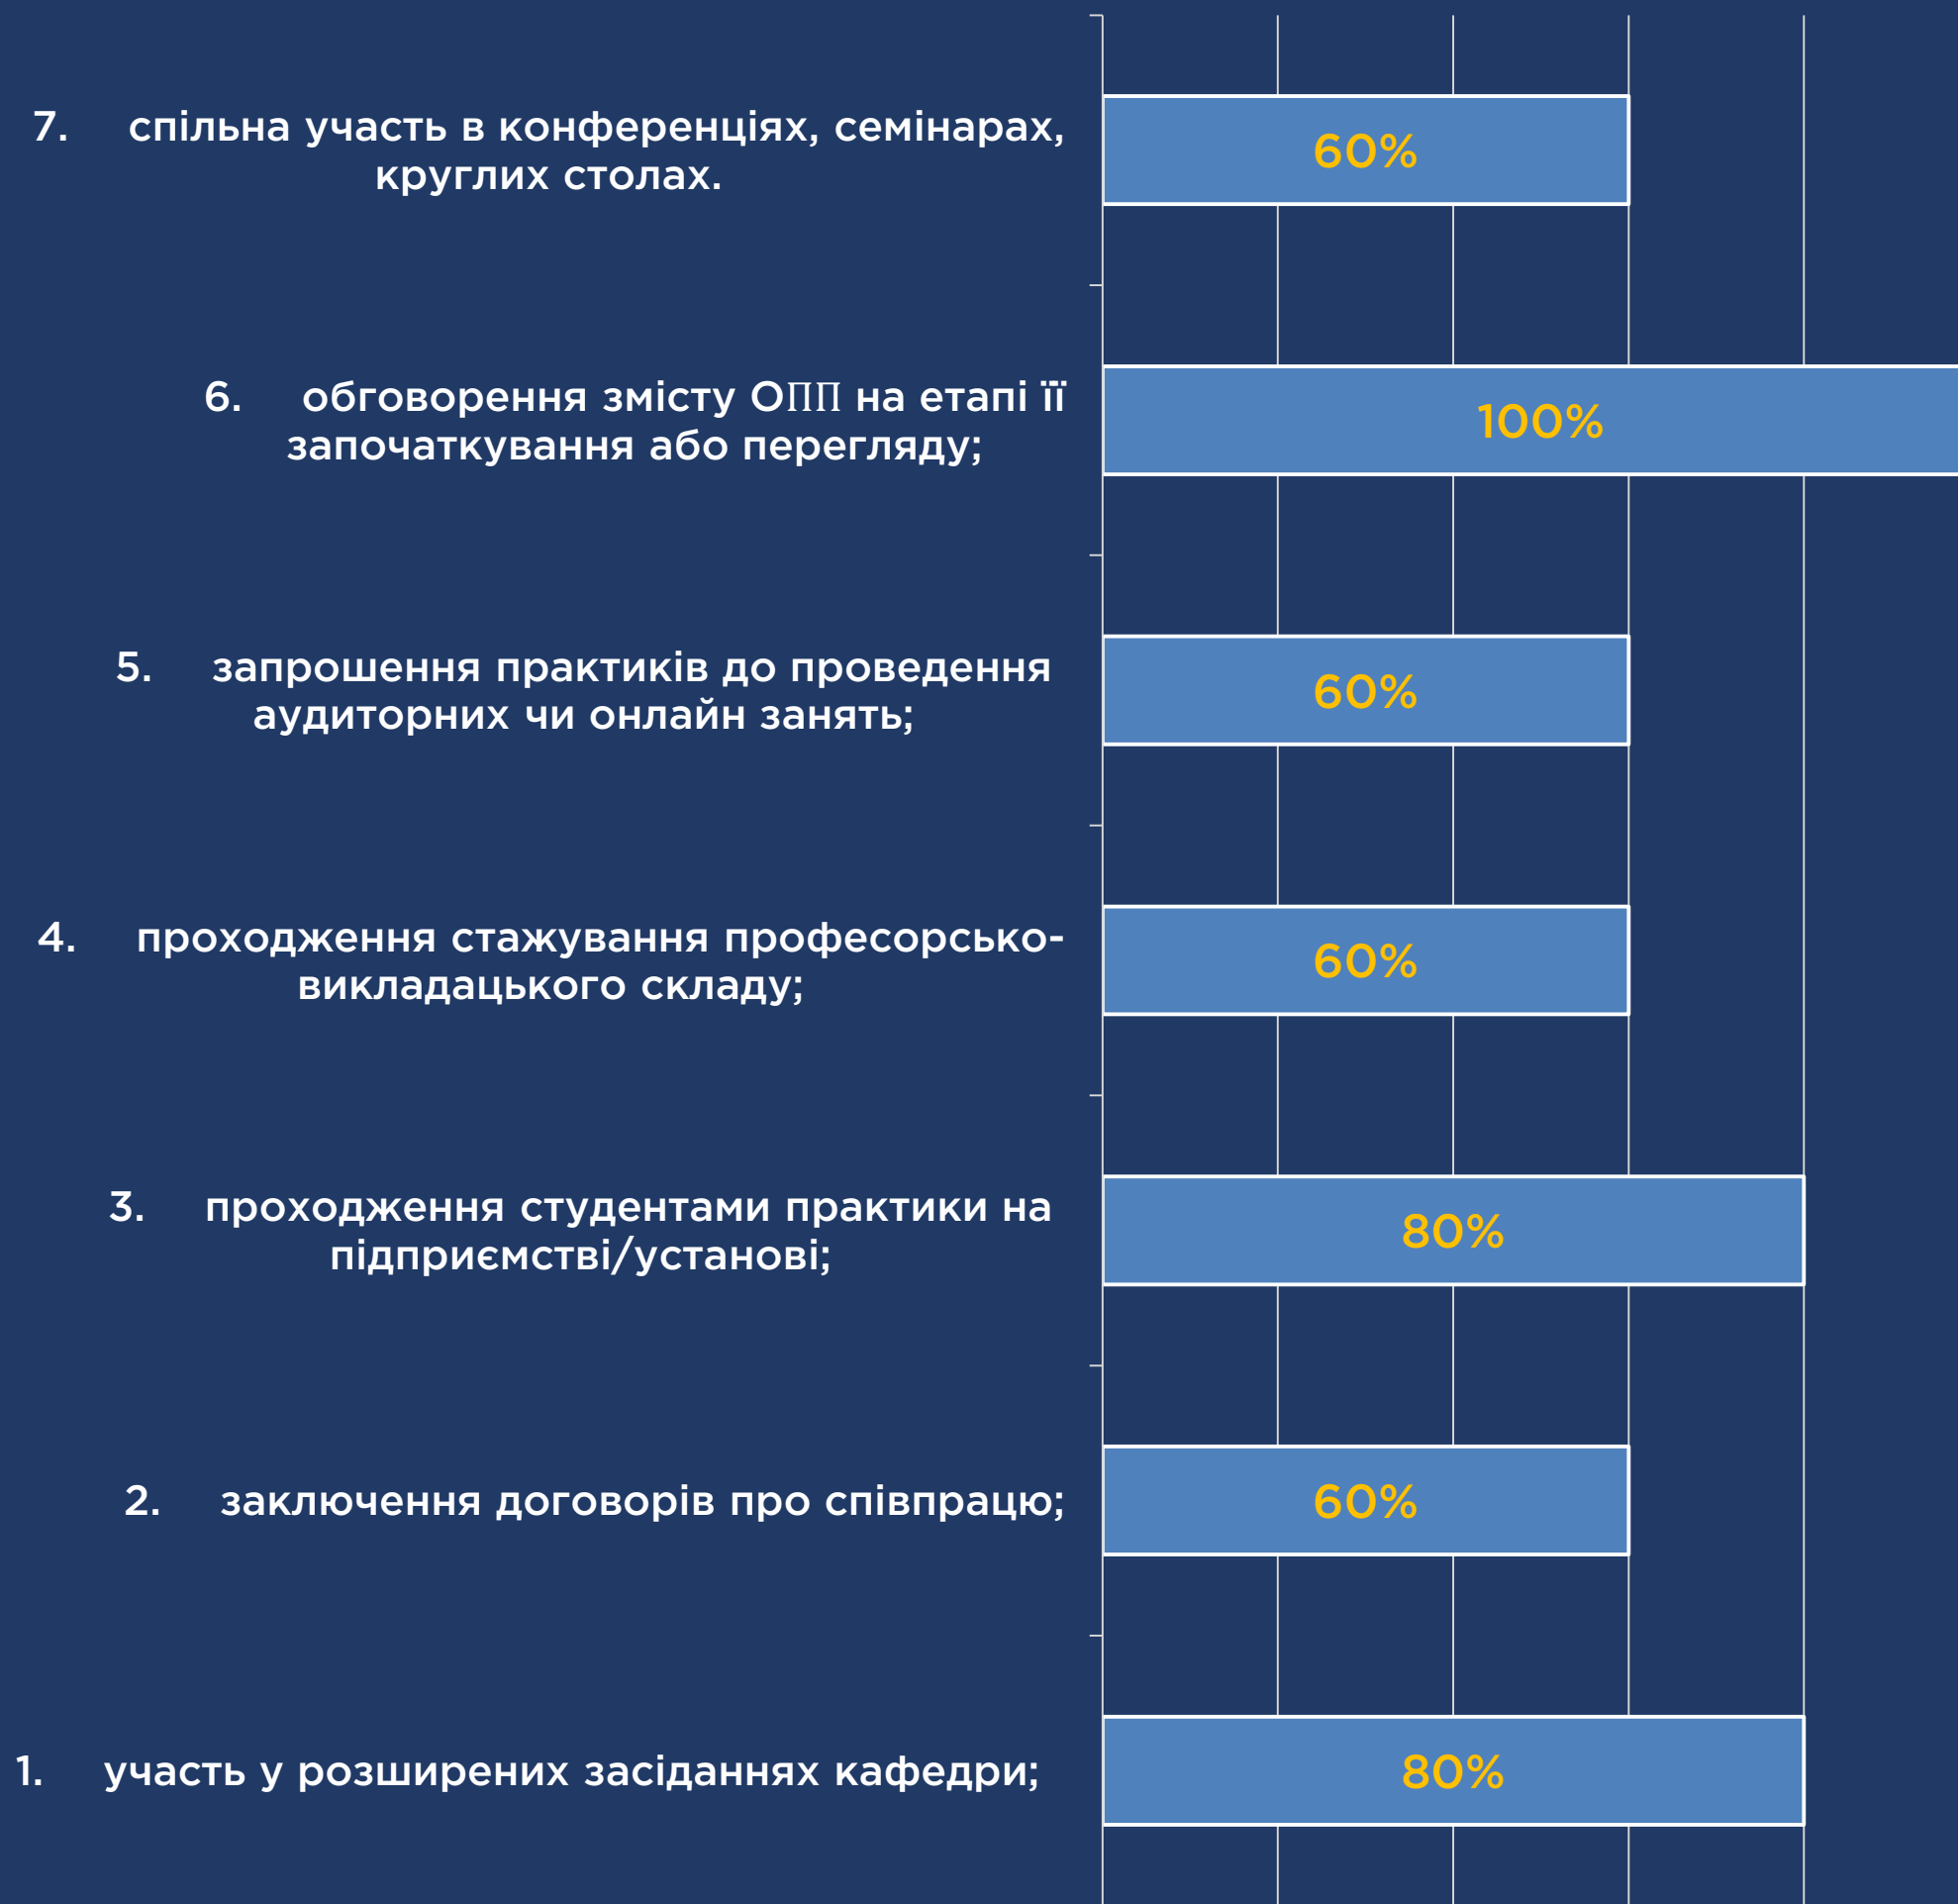 7. спільна участь в конференціях, семінарах,
круглих столах.
60%
6. обговорення змісту ОПП на етапі її
започаткування або перегляду;
100%
5. запрошення практиків до проведення
аудиторних чи онлайн занять;
60%
4. проходження стажування професорсько-
викладацького складу;
60%
3. проходження студентами практики на
підприємстві/установі;
80%
2. заключення договорів про співпрацю;
60%
1. участь у розширених засіданнях кафедри;
80%